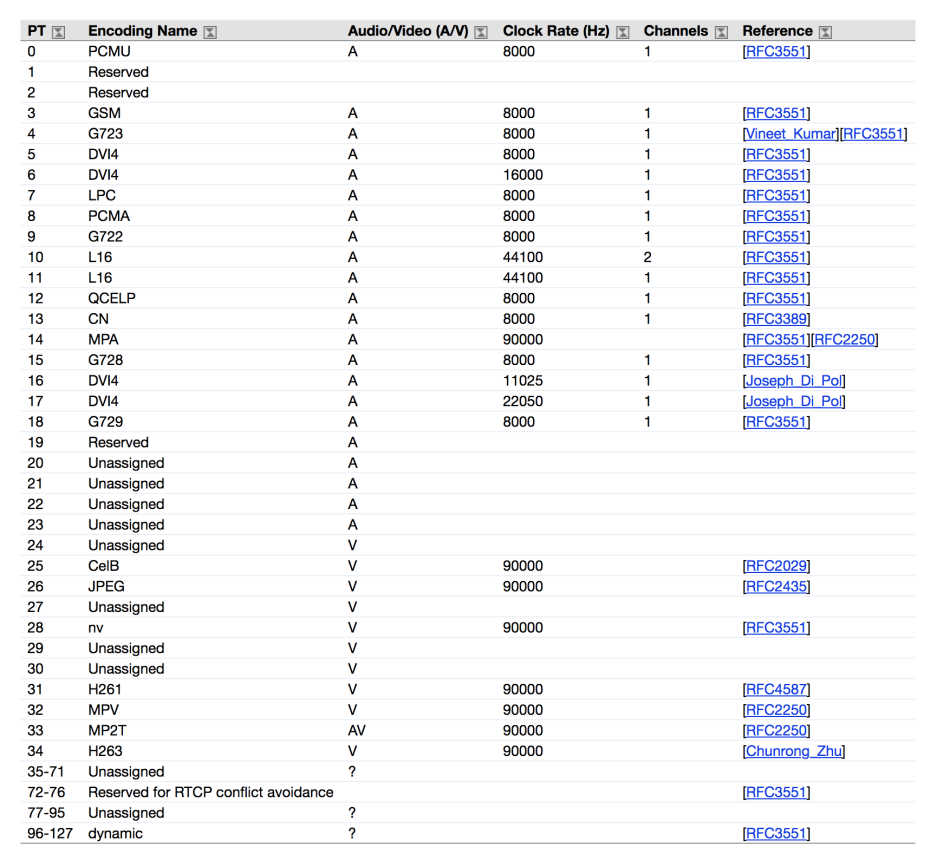 PT Encoding Name Audio/Video (A/V) Clock Rate (Hz) Channels Reference
0 PCMU A 8000 1 [RFC3551]
1 Reserved
2 Reserved
3 GSM A 8000 1 [RFC3551]
4 G723 A 8000 1 [Vineet_Kumar][RFC3551]
5 DVI4 A 8000 1 [RFC3551]
6 DVI4 A 16000 1 [RFC3551]
7 LPC A 8000 1 [RFC3551]
8 PCMA A 8000 1 [RFC3551]
9 G722 A 8000 1 [RFC3551]
10 L16 A 44100 2 [RFC3551]
11 L16 A 44100 1 [RFC3551]
12 QCELP A 8000 1 [RFC3551]
13 CN A 8000 1 [RFC3389]
14 MPA A 90000 [RFC3551][RFC2250]
15 G728 A 8000 1 [RFC3551]
16 DVI4 A 11025 1 [Joseph_Di_Pol]
17 DVI4 A 22050 1 [Joseph_Di_Pol]
18 G729 A 8000 1 [RFC3551]
19 Reserved A
20 Unassigned A
21 Unassigned A
22 Unassigned A
23 Unassigned A
24 Unassigned V
25 CelB V 90000 [RFC2029]
26 JPEG V 90000 [RFC2435]
27 Unassigned V
28 nv V 90000 [RFC3551]
29 Unassigned V
30 Unassigned V
31 H261 V 90000 [RFC4587]
32 MPV V 90000 [RFC2250]
33 MP2T AV 90000 [RFC2250]
34 H263 V 90000 [Chunrong_Zhu]
35-71 Unassigned ?
72-76 Reserved for RTCP conflict avoidance [RFC3551]
77-95 Unassigned ?
96-127 dynamic ? [RFC3551]